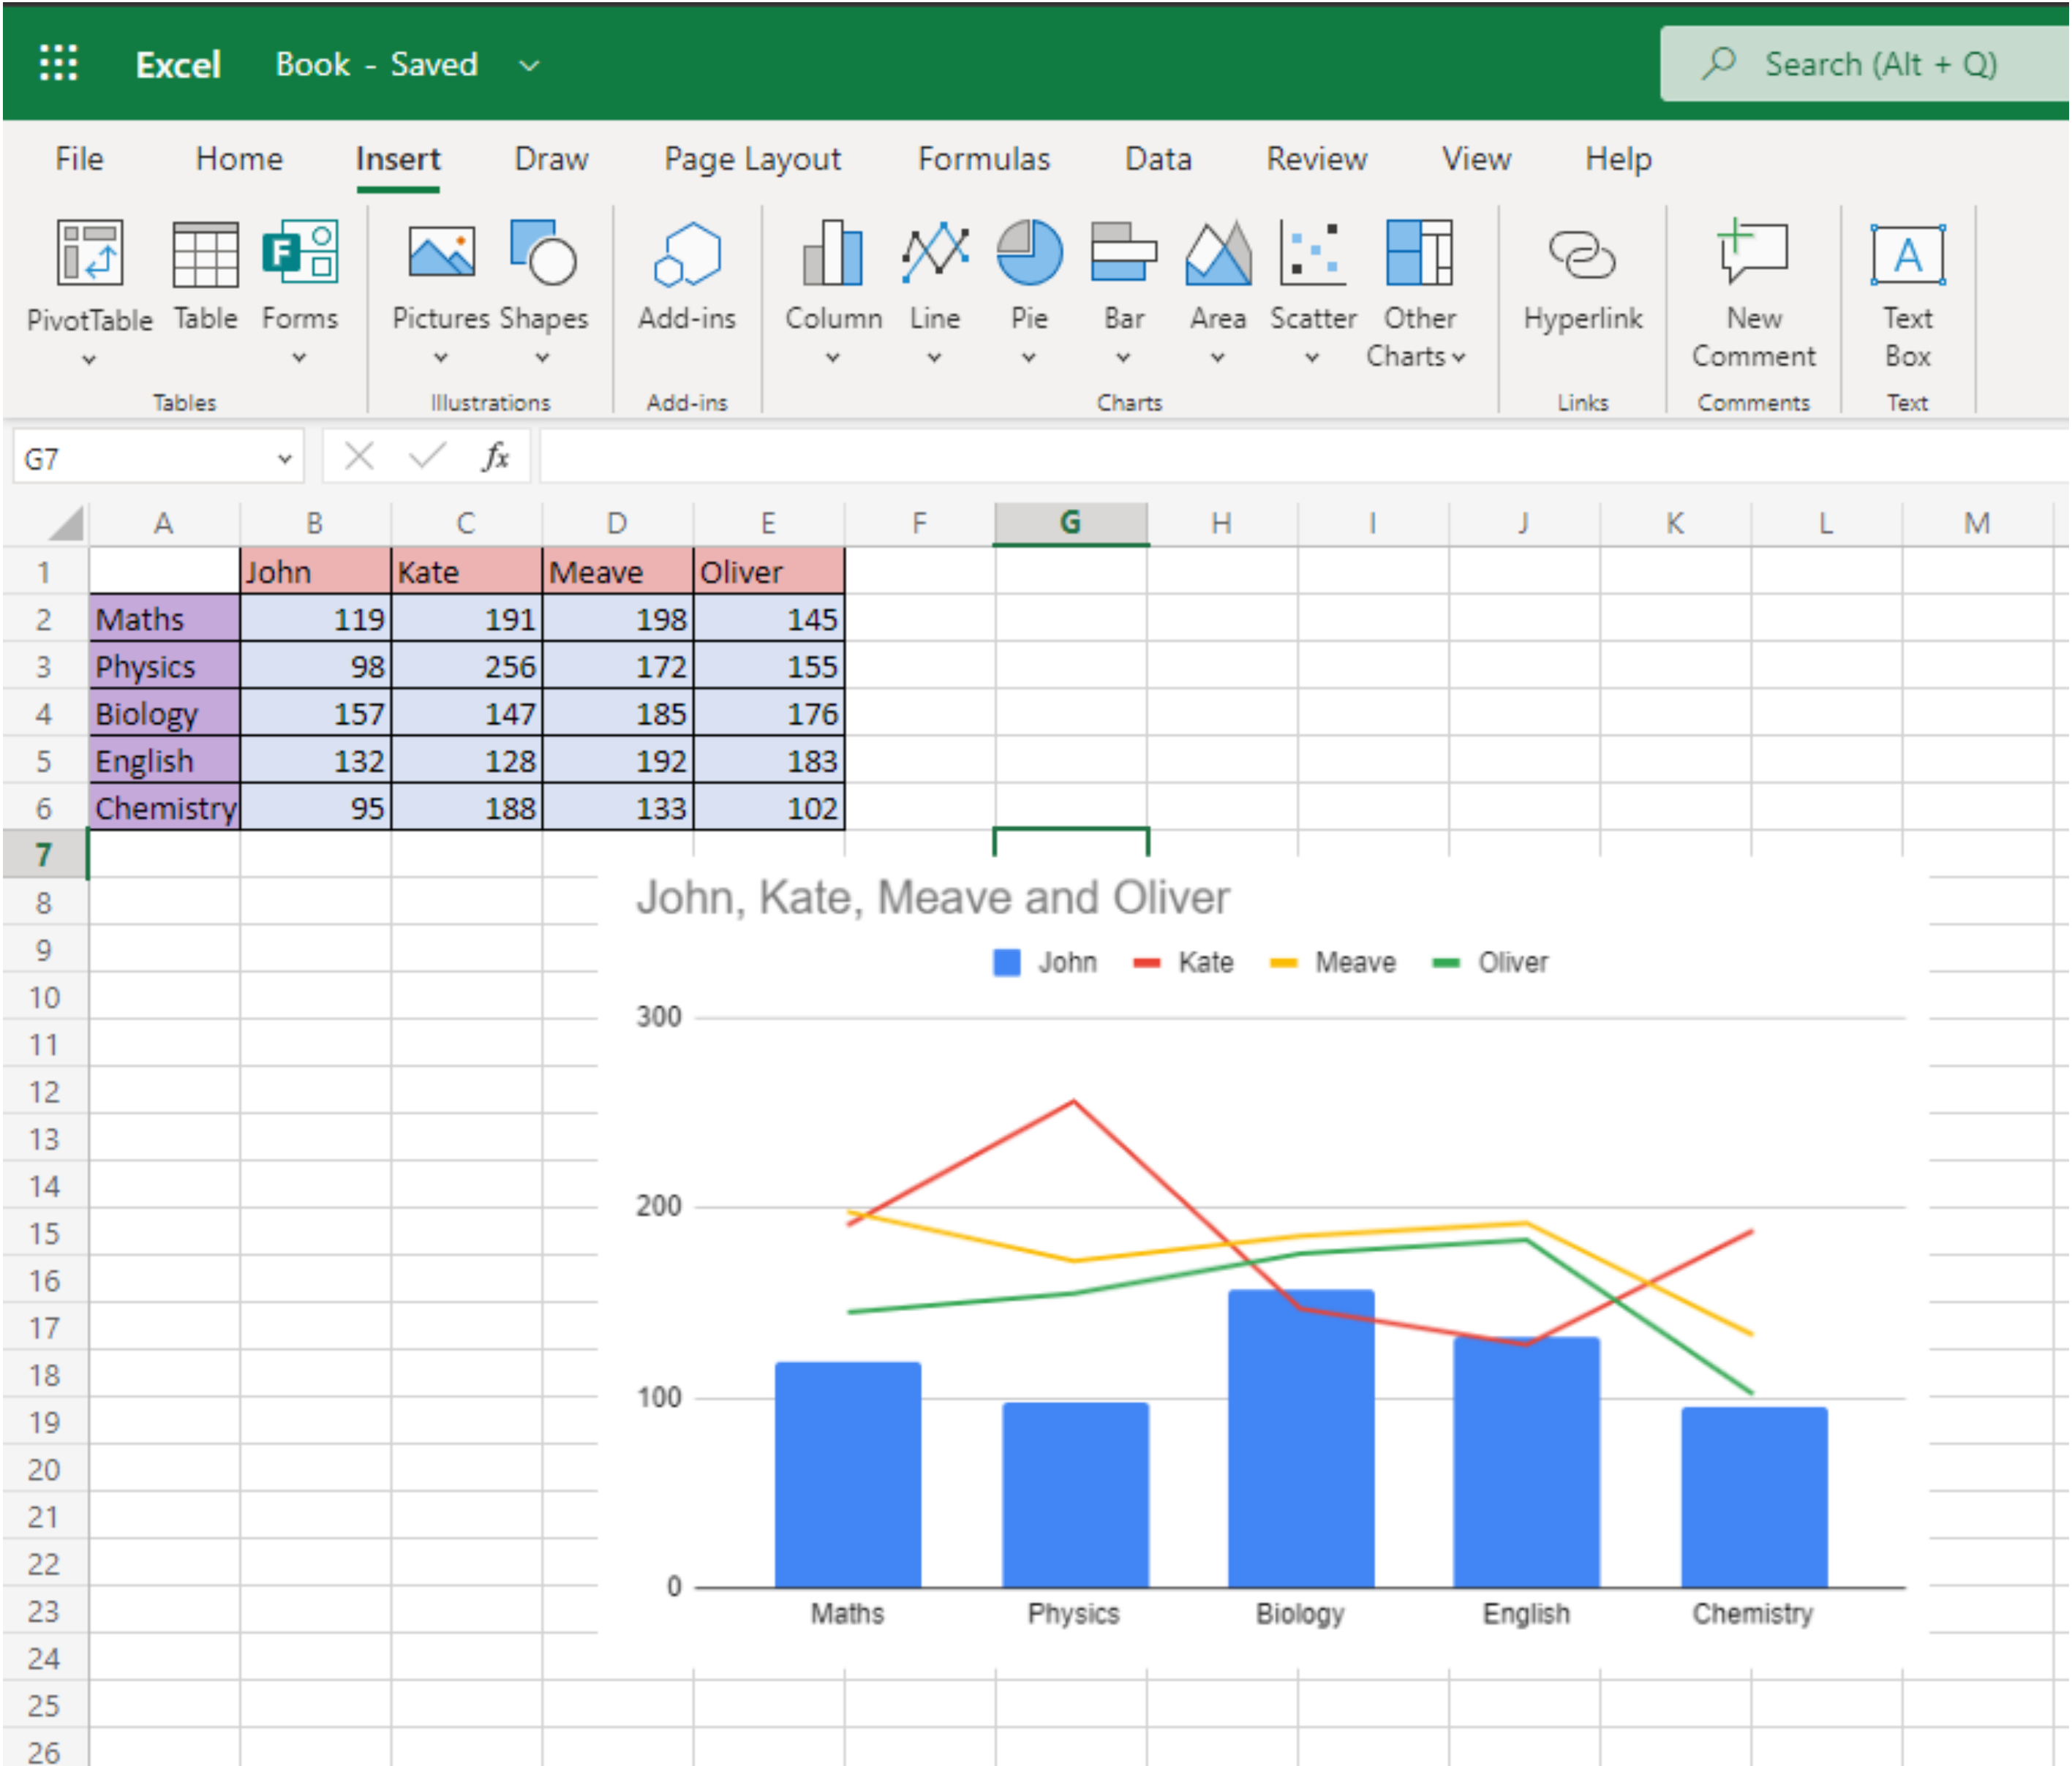 Excel Book - Saved Search (Alt + Q)
File Home Insert Draw Page Layout Formulas Data Review View Help
PivotTable Table Forms Pictures Shapes Add-ins Column Line Pie Bar Area Scatter Other Charts Hyperlink New Comment Text Box
Tables Illustrations Add-ins Charts Links Comments Text
G7 fx
A B C D E F G H I J K L M
1 John Kate Meave Oliver
2 Maths 119 191 198 145
3 Physics 98 256 172 155
4 Biology 157 147 185 176
5 English 132 128 192 183
6 Chemistry 95 188 133 102
7
8
9
10
11
12
13
14
15
16
17
18
19
20
21
22
23
24
25
26
John, Kate, Meave and Oliver
John Kate Meave Oliver
300
200
100
0
Maths Physics Biology English Chemistry
F
A